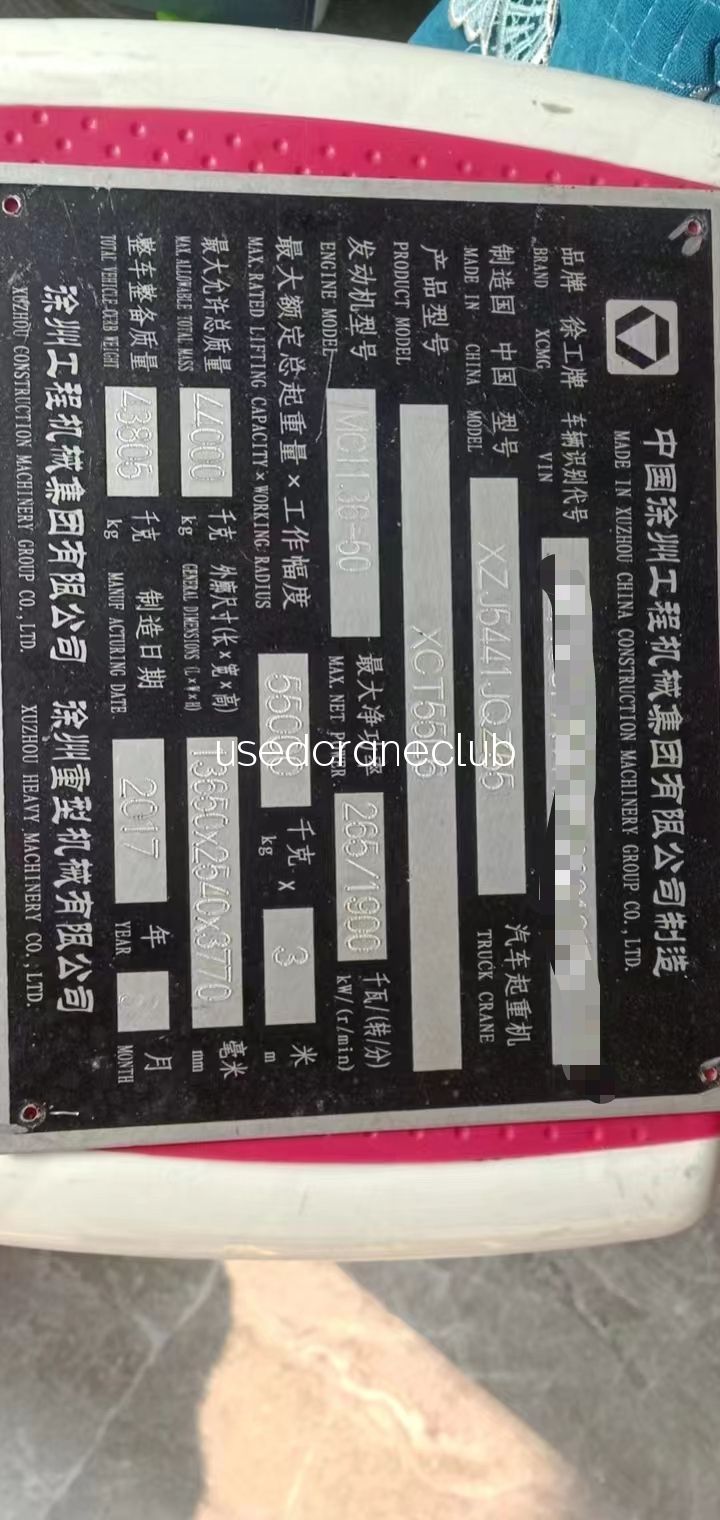 中国徐州工程机械集团有限公司制造
MADE IN XUZHOU CHINA CONSTRUCTION MACHINERY GROUP CO.,LTD.
品牌 徐工牌 车辆识别代号
BRAND XCMG VIN
制造国 中国 型号 XZJ5441JQZ 5 汽车起重机
MADE IN CHINA MODEL TRUCK CRANE
产品型号 XCT55
PRODUCT MODEL
发动机型号 MC11.36-50 最大净功率 265/1900 千瓦/(转/分)
ENGINE MODEL MAX. NET. P WER kW/(r/min)
最大额定总起重量×工作幅度 55000 千克 × 3 米
MAX. RATED LIFTING CAPACITY×WORKING RADIUS kg m
最大允许总质量 44000 千克 外廓尺寸(长×宽×高) 13650x2540x3770 毫米
MAX. ALLOWABLE TOTAL MASS kg GENERAL DIMENSIONS (L×W×H) mm
整车整备质量 43805 千克 制造日期 2017 年 月
TOTAL VEHICLE-CURB WEIGH kg MANUFACTURING DATE YEAR MONTH
徐州工程机械集团有限公司 徐州重型机械有限公司
XUZHOU CONSTRUCTION MACHINERY GROUP CO.,LTD. XUZHOU HEAVY MACHINERY CO.,LTD.
usedcraneclub